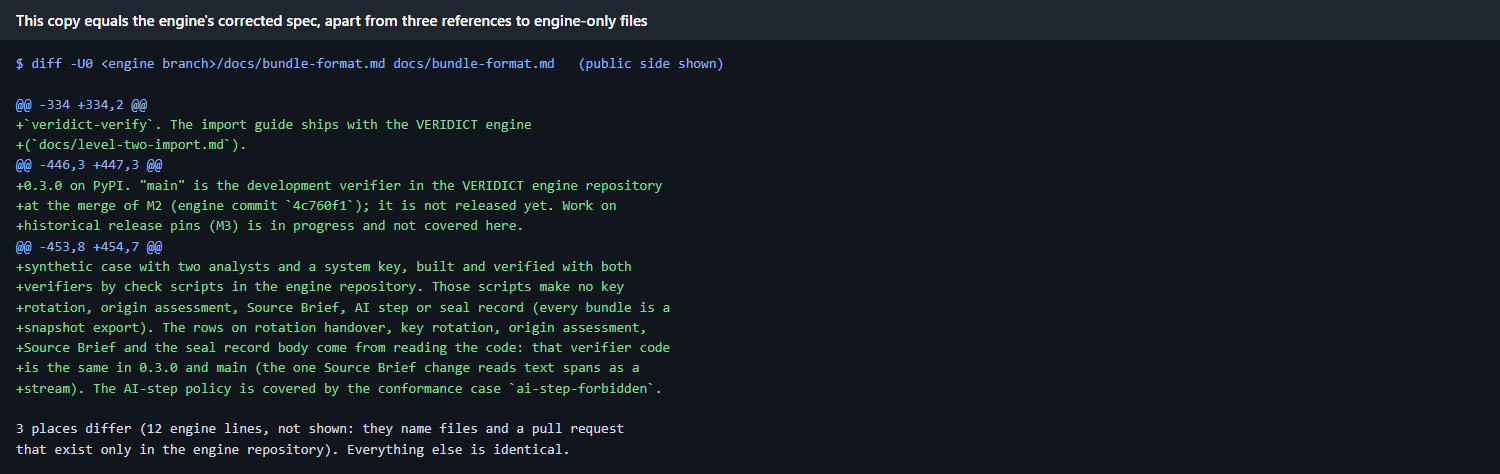 This copy equals the engine's corrected spec, apart from three references to engine-only files
$ diff -U0 <engine branch>/docs/bundle-format.md docs/bundle-format.md   (public side shown)
@@ -334 +334,2 @@
+`veridict-verify`. The import guide ships with the VERIDICT engine
+(`docs/level-two-import.md`).
@@ -446,3 +447,3 @@
+0.3.0 on PyPI. "main" is the development verifier in the VERIDICT engine repository
+at the merge of M2 (engine commit `4c760f1`); it is not released yet. Work on
+historical release pins (M3) is in progress and not covered here.
@@ -453,8 +454,7 @@
+synthetic case with two analysts and a system key, built and verified with both
+verifiers by check scripts in the engine repository. Those scripts make no key
+rotation, origin assessment, Source Brief, AI step or seal record (every bundle is a
+snapshot export). The rows on rotation handover, key rotation, origin assessment,
+Source Brief and the seal record body come from reading the code: that verifier code
+is the same in 0.3.0 and main (the one Source Brief change reads text spans as a
+stream). The AI-step policy is covered by the conformance case `ai-step-forbidden`.
3 places differ (12 engine lines, not shown: they name files and a pull request
that exist only in the engine repository). Everything else is identical.